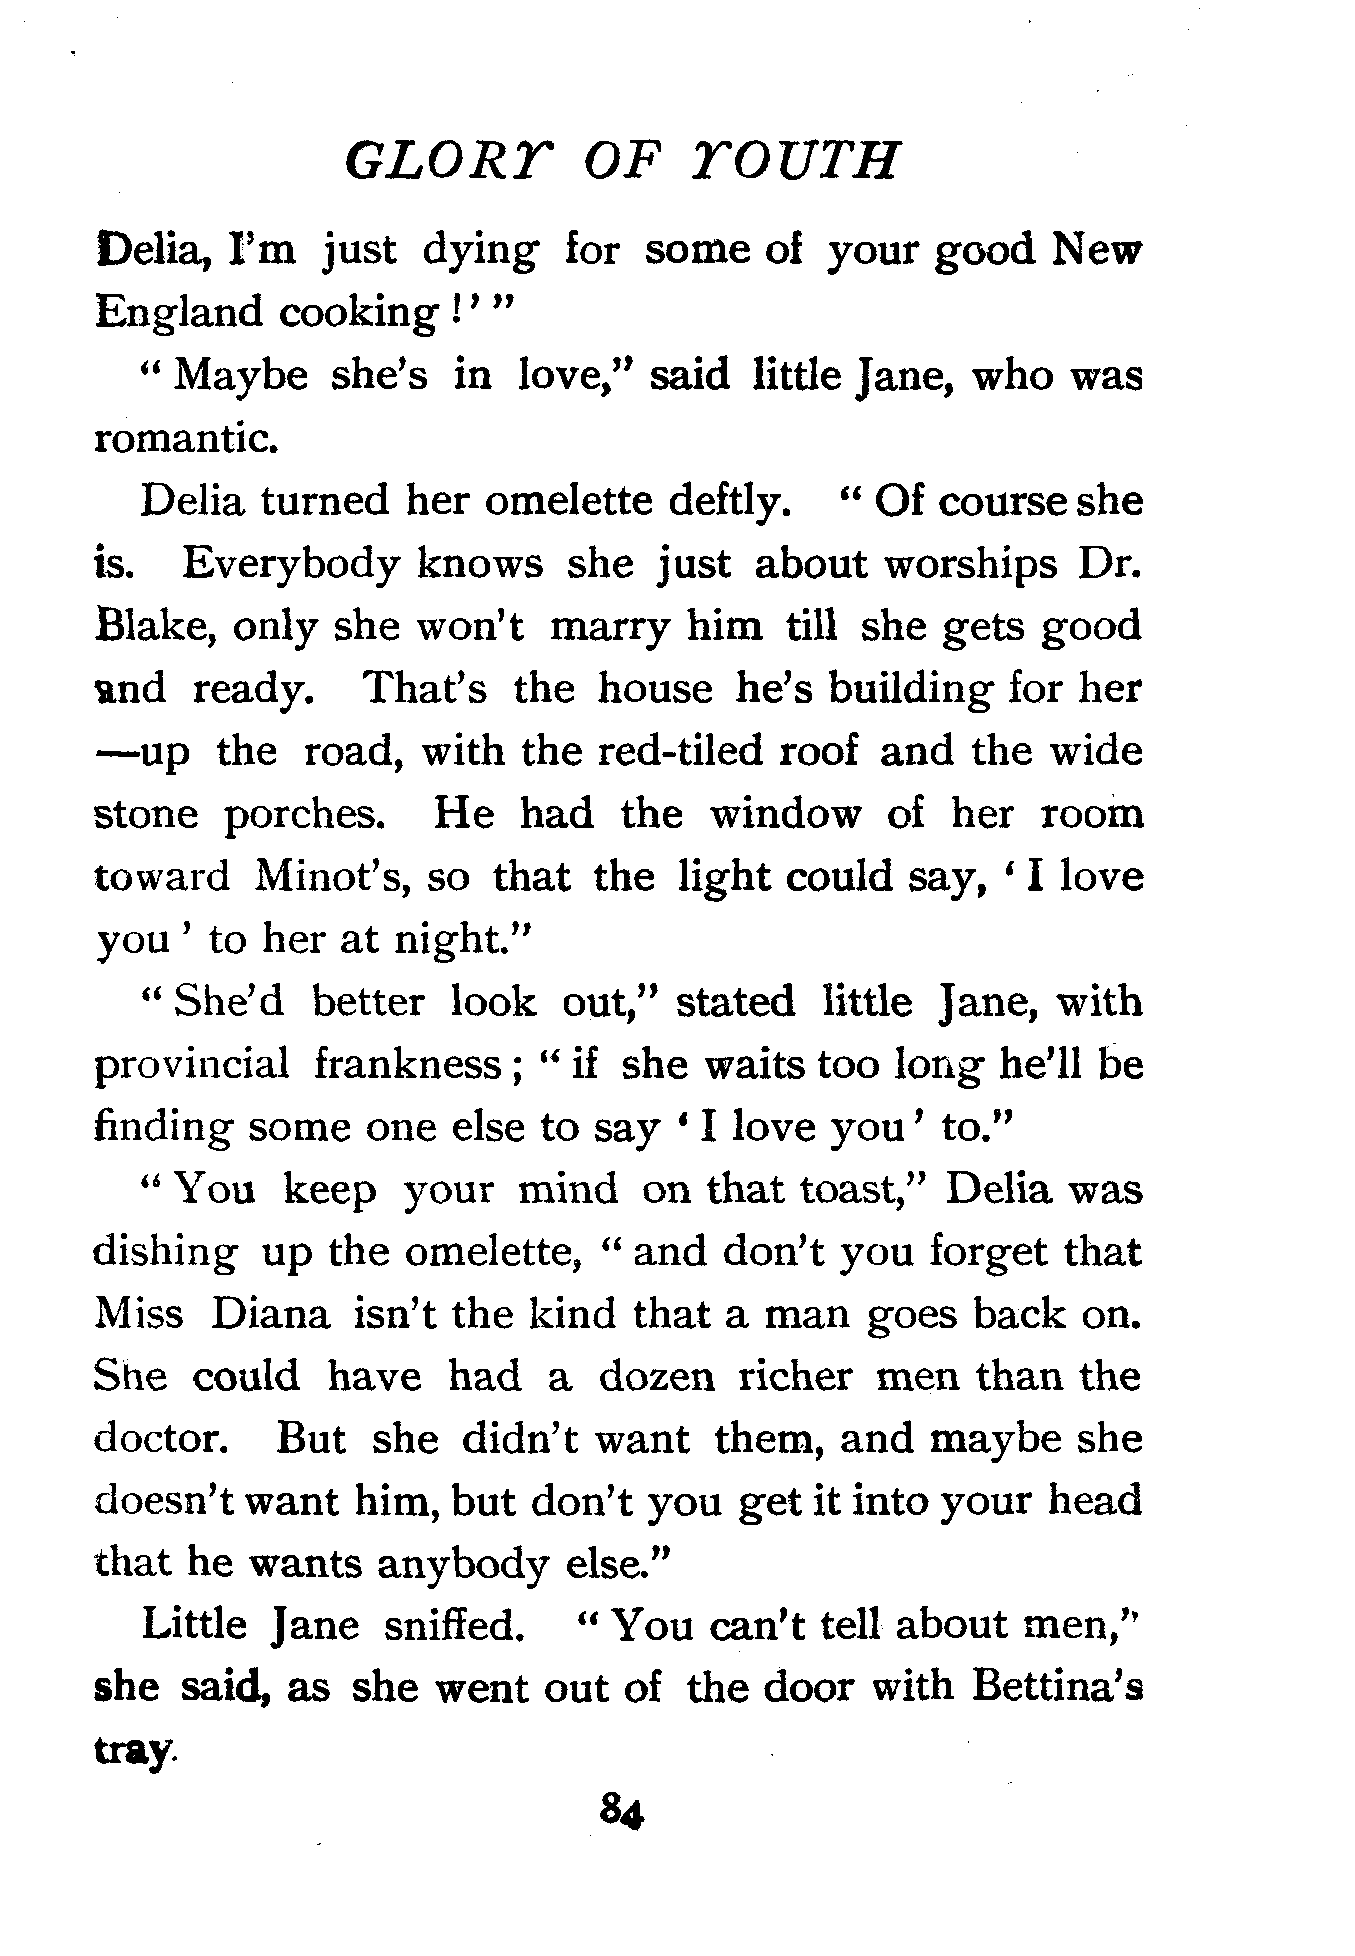 GLORY OF YOUTH
Delia, I'm just dying for some of your good New
England cooking!' "
" Maybe she's in love," said little Jane, who was
romantic.
Delia turned her omelette deftly. " Of course she
is. Everybody knows she just about worships Dr.
Blake, only she won't marry him till she gets good
and ready. That's the house he's building for her
—up the road, with the red-tiled roof and the wide
stone porches. He had the window of her room
toward Minot's, so that the light could say, ' I love
you ' to her at night."
" She'd better look out," stated little Jane, with
provincial frankness ; " if she waits too long he'll be
finding some one else to say ' I love you ' to."
" You keep your mind on that toast," Delia was
dishing up the omelette, " and don't you forget that
Miss Diana isn't the kind that a man goes back on.
She could have had a dozen richer men than the
doctor. But she didn't want them, and maybe she
doesn't want him, but don't you get it into your head
that he wants anybody else."
Little Jane sniffed. " You can't tell about men,"
she said, as she went out of the door with Bettina's
tray.
84